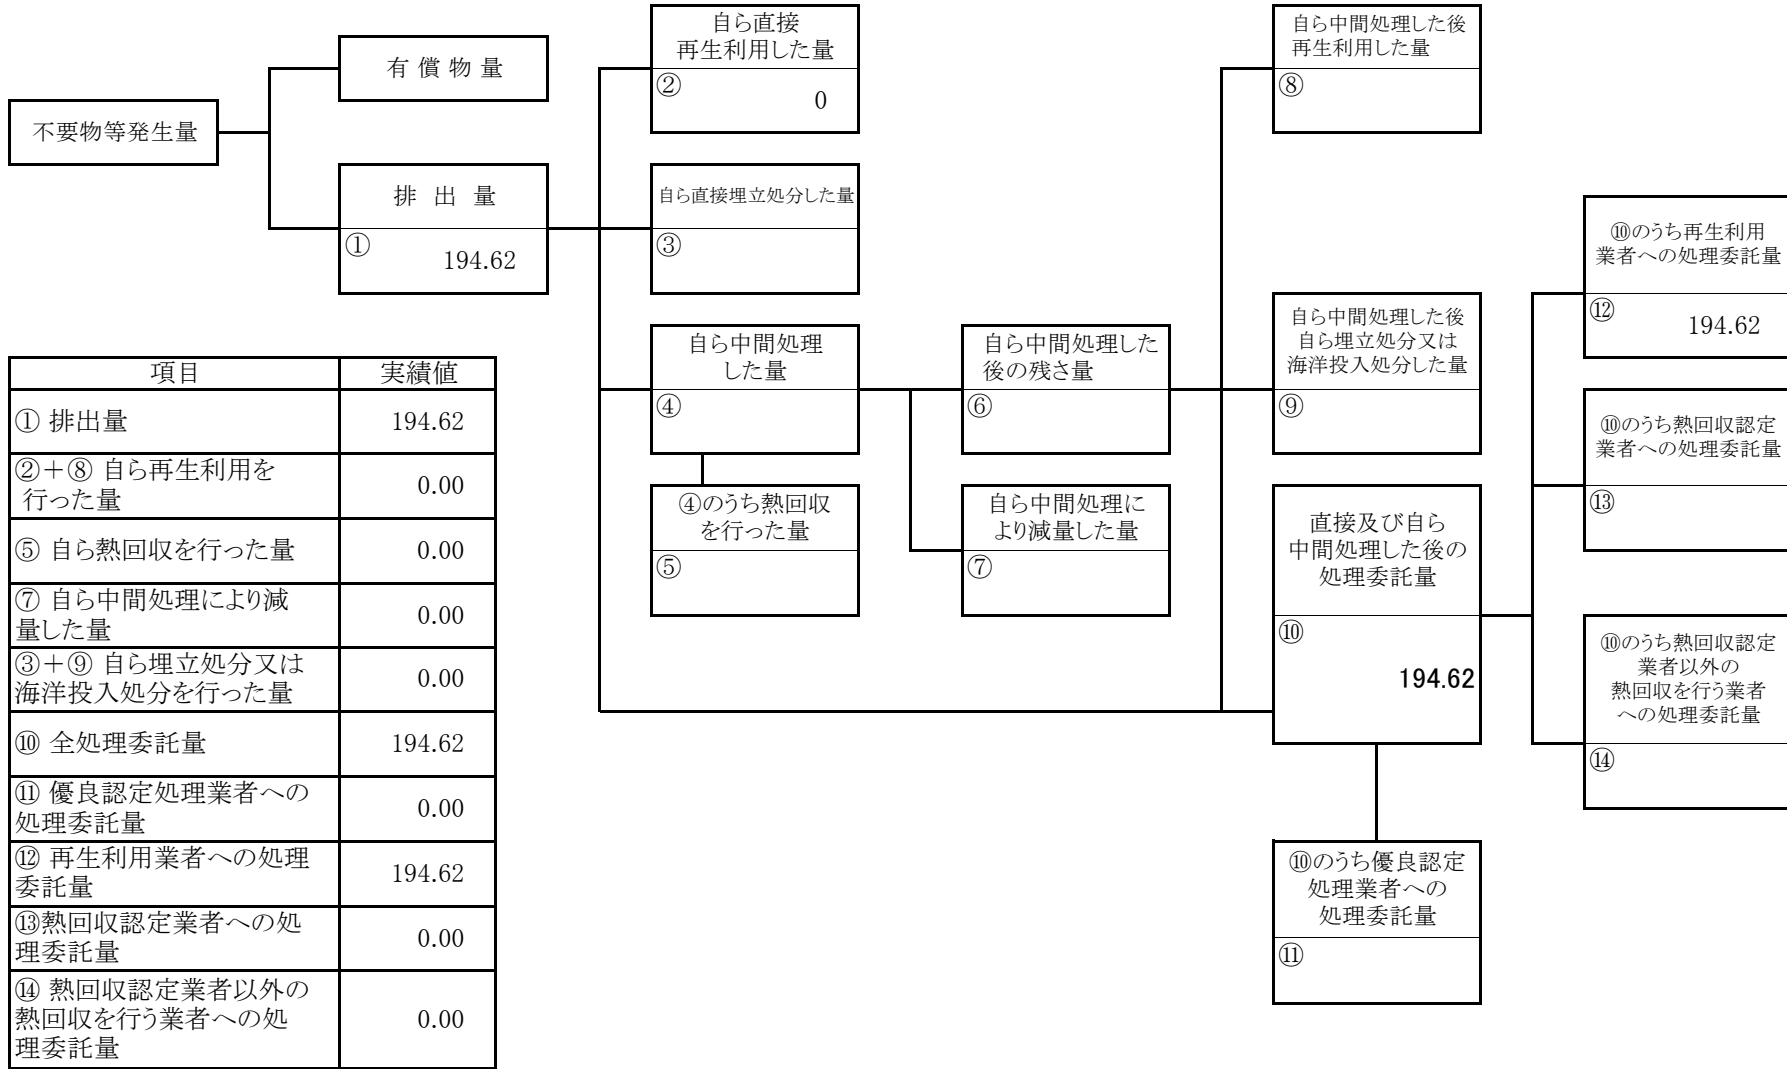 不要物等発生量
有 償 物 量
排 出 量
①
194.62
自ら直接
再生利用した量
②
0
自ら直接埋立処分した量
③
自ら中間処理
した量
④
④のうち熱回収
を行った量
⑤
自ら中間処理した
後の残さ量
⑥
自ら中間処理に
より減量した量
⑦
自ら中間処理した後
再生利用した量
⑧
自ら中間処理した後
自ら埋立処分又は
海洋投入処分した量
⑨
直接及び自ら
中間処理した後の
処理委託量
⑩
194.62
⑩のうち優良認定
処理業者への
処理委託量
⑪
⑩のうち再生利用
業者への処理委託量
⑫
194.62
⑩のうち熱回収認定
業者への処理委託量
⑬
⑩のうち熱回収認定
業者以外の
熱回収を行う業者
への処理委託量
⑭
項目 実績値
① 排出量 194.62
②＋⑧ 自ら再生利用を
行った量 0.00
⑤ 自ら熱回収を行った量 0.00
⑦ 自ら中間処理により減
量した量 0.00
③＋⑨ 自ら埋立処分又は
海洋投入処分を行った量 0.00
⑩ 全処理委託量 194.62
⑪ 優良認定処理業者への
処理委託量 0.00
⑫ 再生利用業者への処理
委託量 194.62
⑬熱回収認定業者への処
理委託量 0.00
⑭ 熱回収認定業者以外の
熱回収を行う業者への処
理委託量 0.00